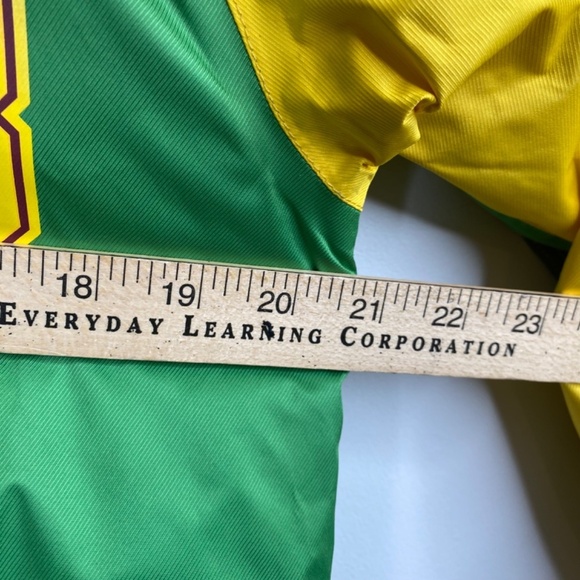 18 19 20 21 22 23
EVERYDAY LEARNING CORPORATION